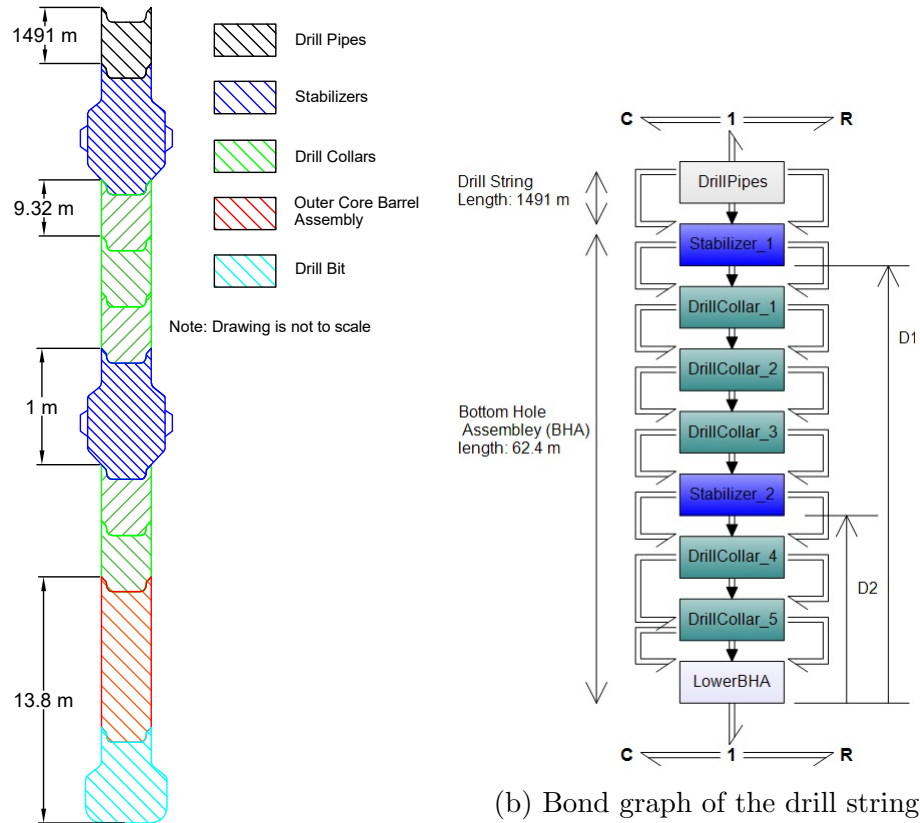 1491 m
9.32 m
1 m
13.8 m
Drill Pipes
Stabilizers
Drill Collars
Outer Core Barrel
Assembly
Drill Bit
Note: Drawing is not to scale
C 1 R
Drill String
Length: 1491 m
Bottom Hole
Assembley (BHA)
length: 62.4 m
DrillPipes
Stabilizer_1
DrillCollar_1
DrillCollar_2
DrillCollar_3
Stabilizer_2
DrillCollar_4
DrillCollar_5
LowerBHA
D1
D2
C 1 R
(b) Bond graph of the drill string